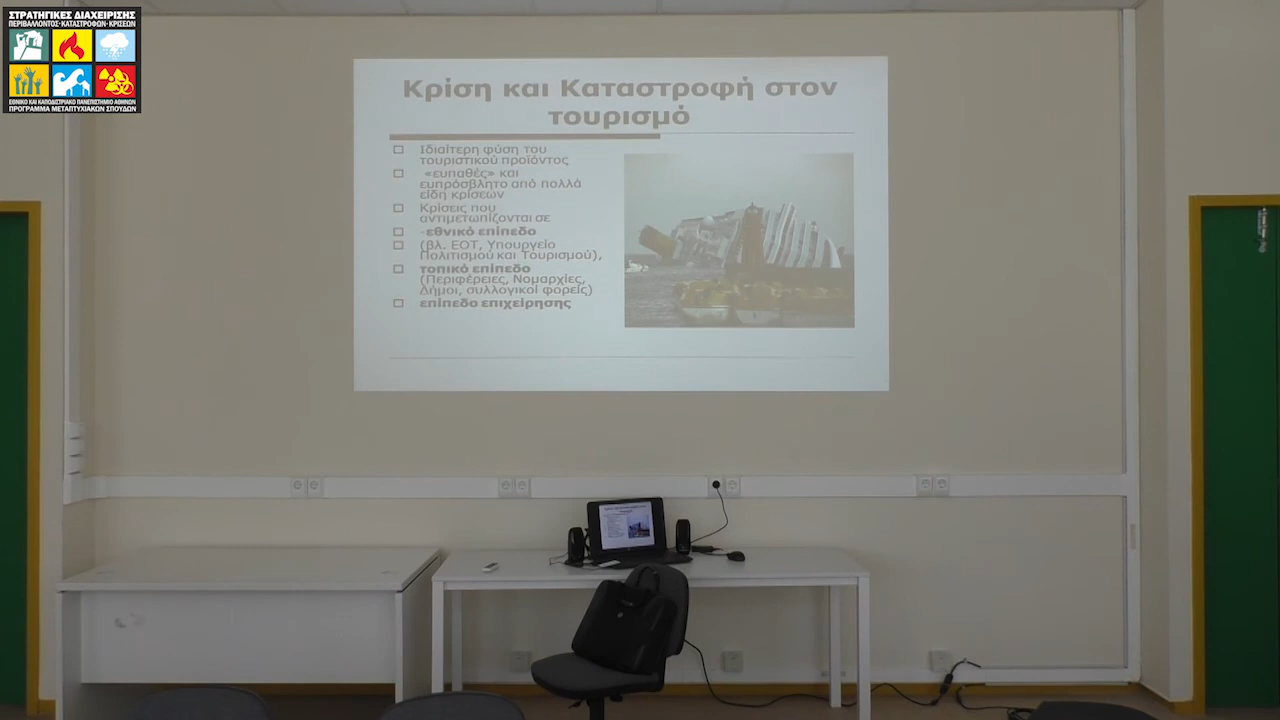 ΣΤΡΑΤΗΓΙΚΕΣ ΔΙΑΧΕΙΡΙΣΗΣ
ΠΕΡΙΒΑΛΛΟΝΤΟΣ·ΚΑΤΑΣΤΡΟΦΩΝ·ΚΡΙΣΕΩΝ
ΕΘΝΙΚΟ ΚΑΙ ΚΑΠΟΔΙΣΤΡΙΑΚΟ ΠΑΝΕΠΙΣΤΗΜΙΟ ΑΘΗΝΩΝ
ΠΡΟΓΡΑΜΜΑ ΜΕΤΑΠΤΥΧΙΑΚΩΝ ΣΠΟΥΔΩΝ
Κρίση και Καταστροφή στον
τουρισμό
Ιδιαίτερη φύση του
τουριστικού προϊόντος
«ευπαθές» και
ευπρόσβλητο από πολλά
είδη κρίσεων
Κρίσεις που
αντιμετωπίζονται σε
-εθνικό επίπεδο
(βλ. ΕΟΤ, Υπουργείο
Πολιτισμού και Τουρισμού),
τοπικό επίπεδο
(Περιφέρειες, Νομαρχίες,
Δήμοι, συλλογικοί φορείς)
επίπεδο επιχείρησης